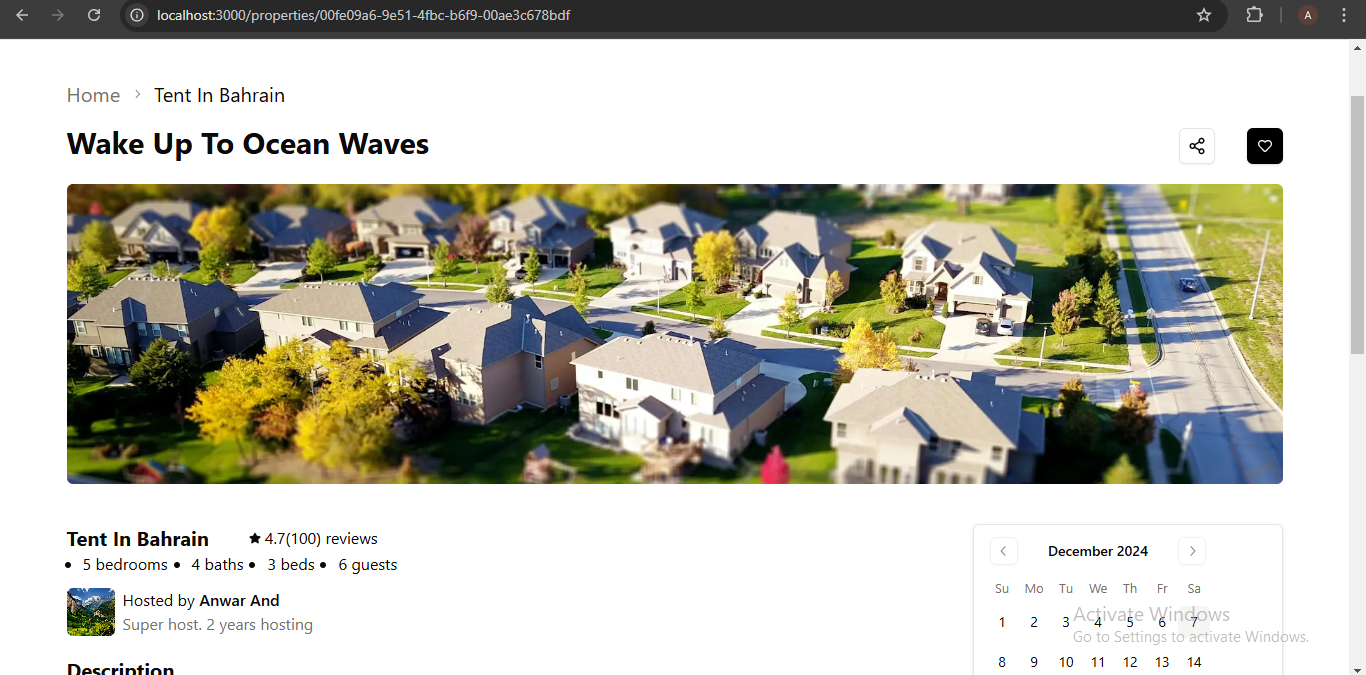 localhost:3000/properties/00fe09a6-9e51-4fbc-b6f9-00ae3c678bdf
A
Home > Tent In Bahrain
Wake Up To Ocean Waves
Tent In Bahrain ★ 4.7(100) reviews
• 5 bedrooms • 4 baths • 3 beds • 6 guests
Hosted by Anwar And
Super host. 2 years hosting
Description
December 2024
Su Mo Tu We Th Fr Sa
1 2 3 4 5 6 7
8 9 10 11 12 13 14
Activate Windows
Go to Settings to activate Windows.